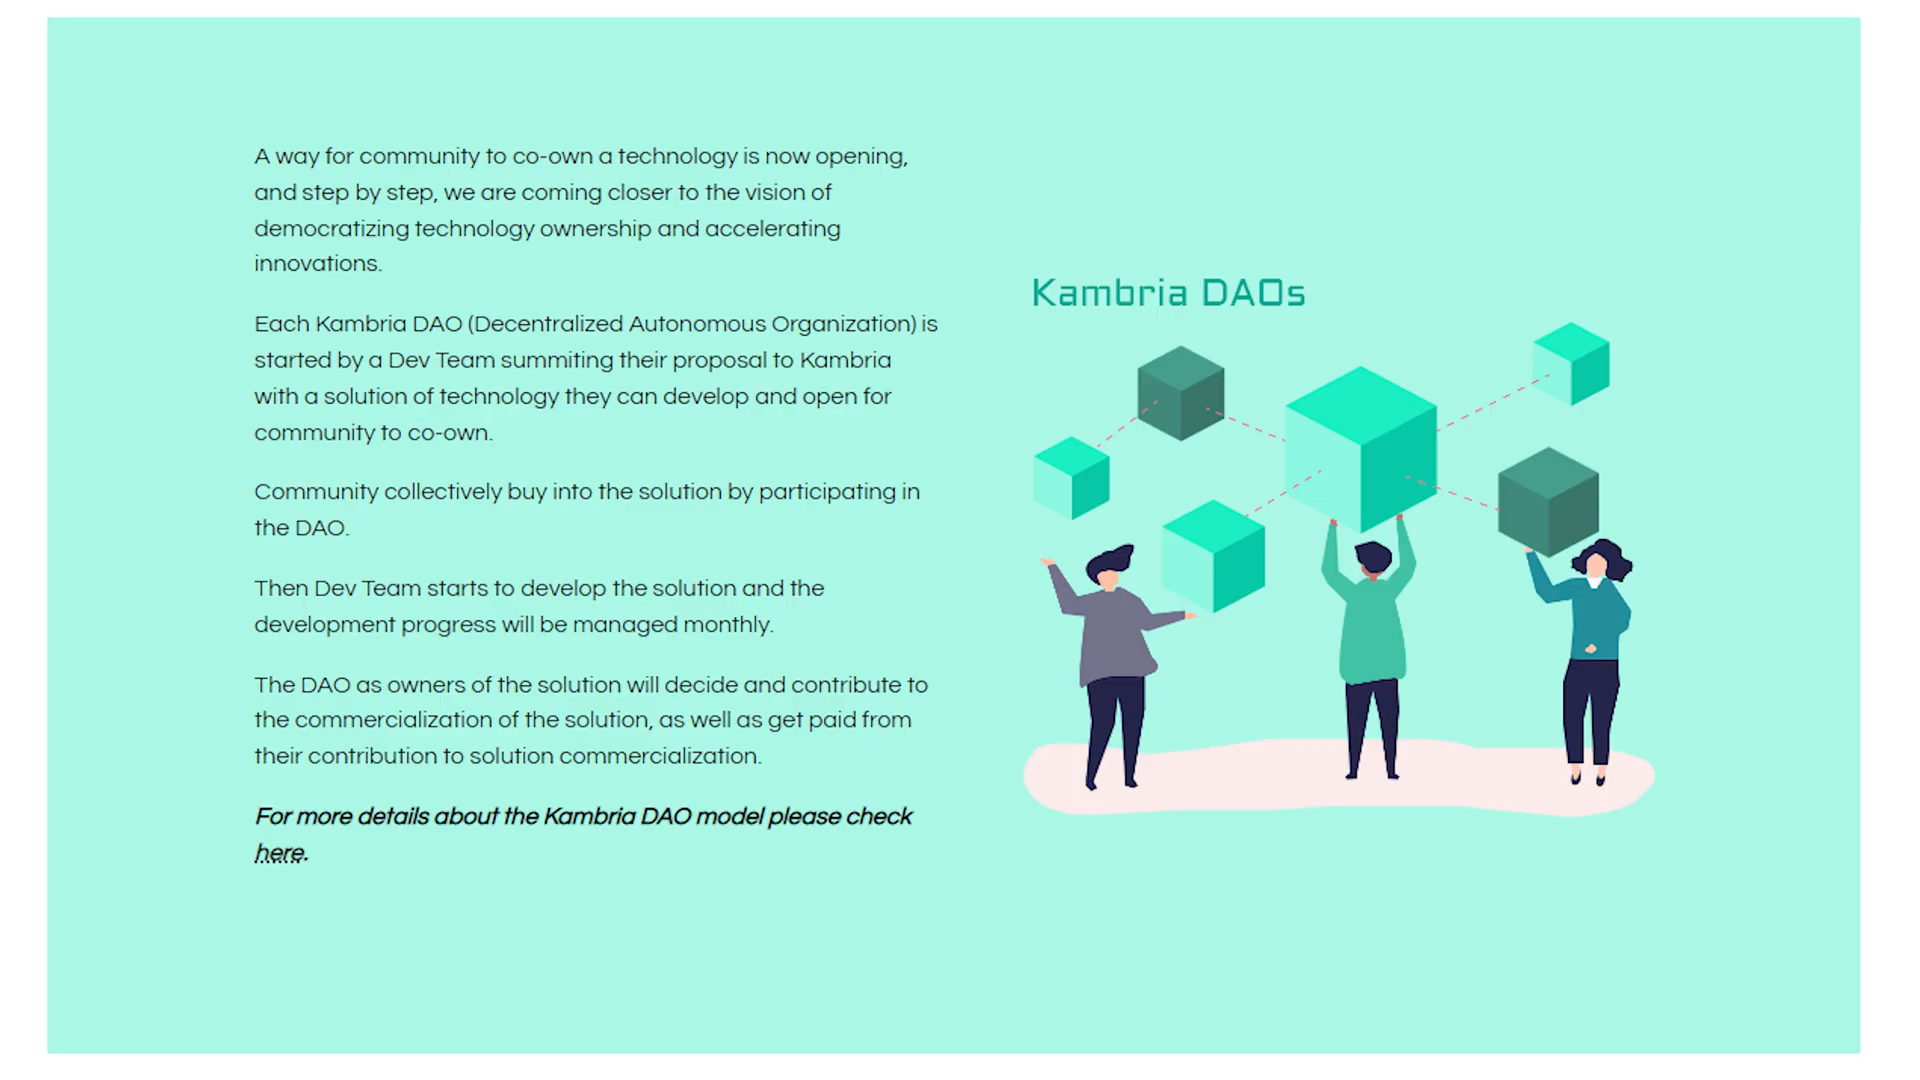 A way for community to co-own a technology is now opening,
and step by step, we are coming closer to the vision of
democratizing technology ownership and accelerating
innovations.
Each Kambria DAO (Decentralized Autonomous Organization) is
started by a Dev Team summiting their proposal to Kambria
with a solution of technology they can develop and open for
community to co-own.
Community collectively buy into the solution by participating in
the DAO.
Then Dev Team starts to develop the solution and the
development progress will be managed monthly.
The DAO as owners of the solution will decide and contribute to
the commercialization of the solution, as well as get paid from
their contribution to solution commercialization.
For more details about the Kambria DAO model please check
here.
Kambria DAOs